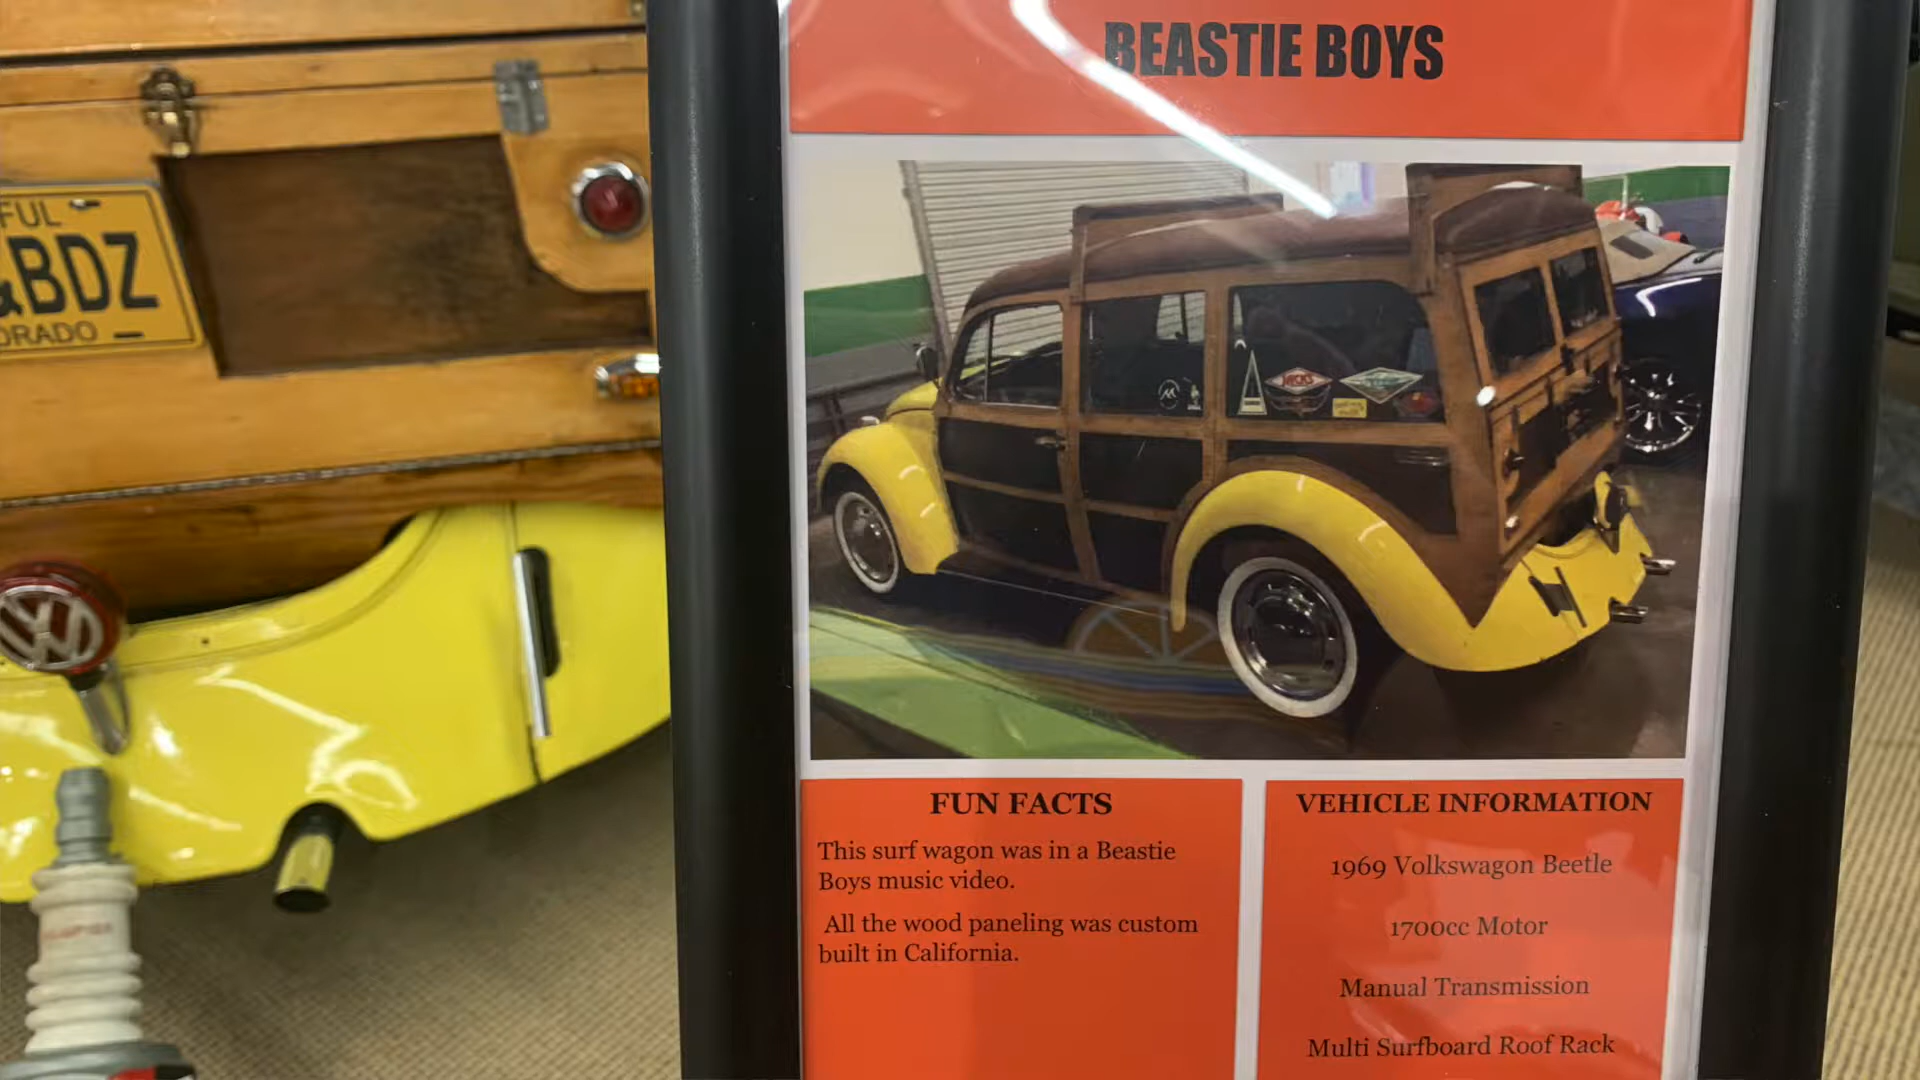 BEASTIE BOYS
FUL
&BDZ
ORADO
JACKS
FUN FACTS
This surf wagon was in a Beastie
Boys music video.
All the wood paneling was custom
built in California.
VEHICLE INFORMATION
1969 Volkswagon Beetle
1700cc Motor
Manual Transmission
Multi Surfboard Roof Rack